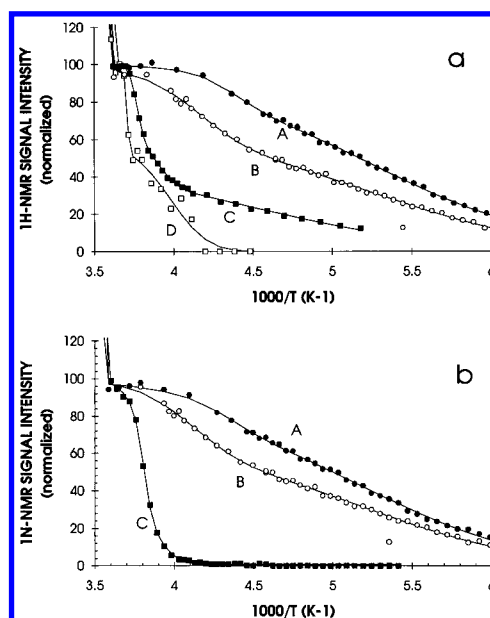 a
1H-NMR SIGNAL INTENSITY
(normalized)
120
100
80
60
40
20
0
A
B
C
D
3.5 4 4.5 5 5.5 6
1000/T (K-1)
b
1N-NMR SIGNAL INTENSITY
(normalized)
120
100
80
60
40
20
0
A
B
C
3.5 4 4.5 5 5.5 6
1000/T (K-1)